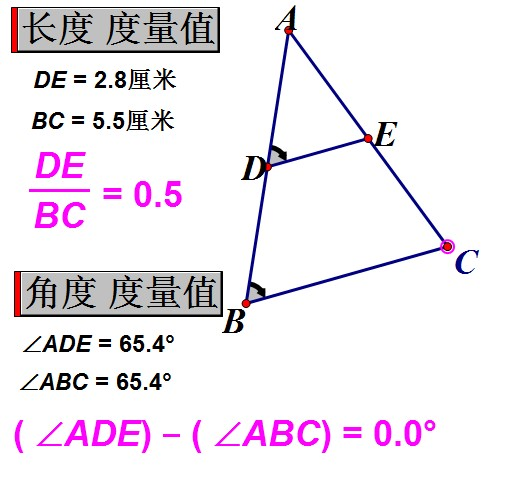 长度 度量值
DE = 2.8厘米
BC = 5.5厘米
DE
BC
= 0.5
A
D
E
B
C
角度 度量值
∠ADE = 65.4°
∠ABC = 65.4°
( ∠ADE) – ( ∠ABC) = 0.0°